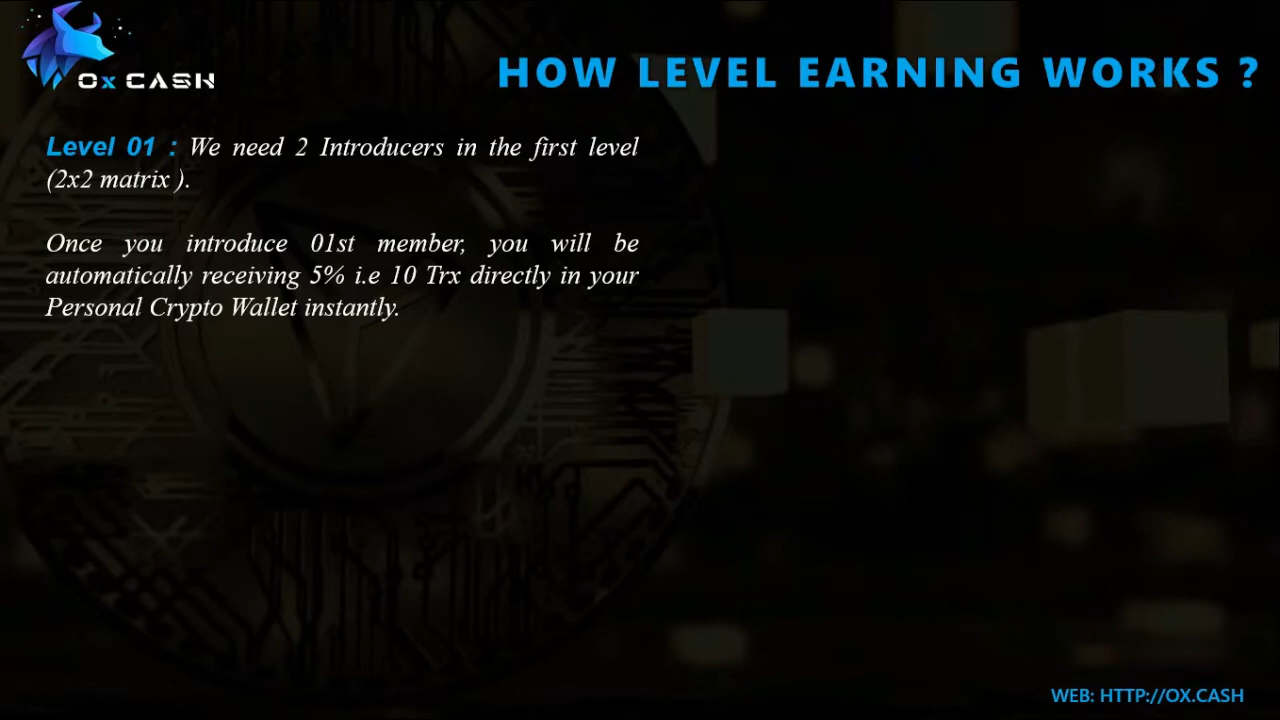 Ox CASH
HOW LEVEL EARNING WORKS ?
Level 01 : We need 2 Introducers in the first level
(2x2 matrix ).
Once you introduce 01st member, you will be
automatically receiving 5% i.e 10 Trx directly in your
Personal Crypto Wallet instantly.
WEB: HTTP://OX.CASH